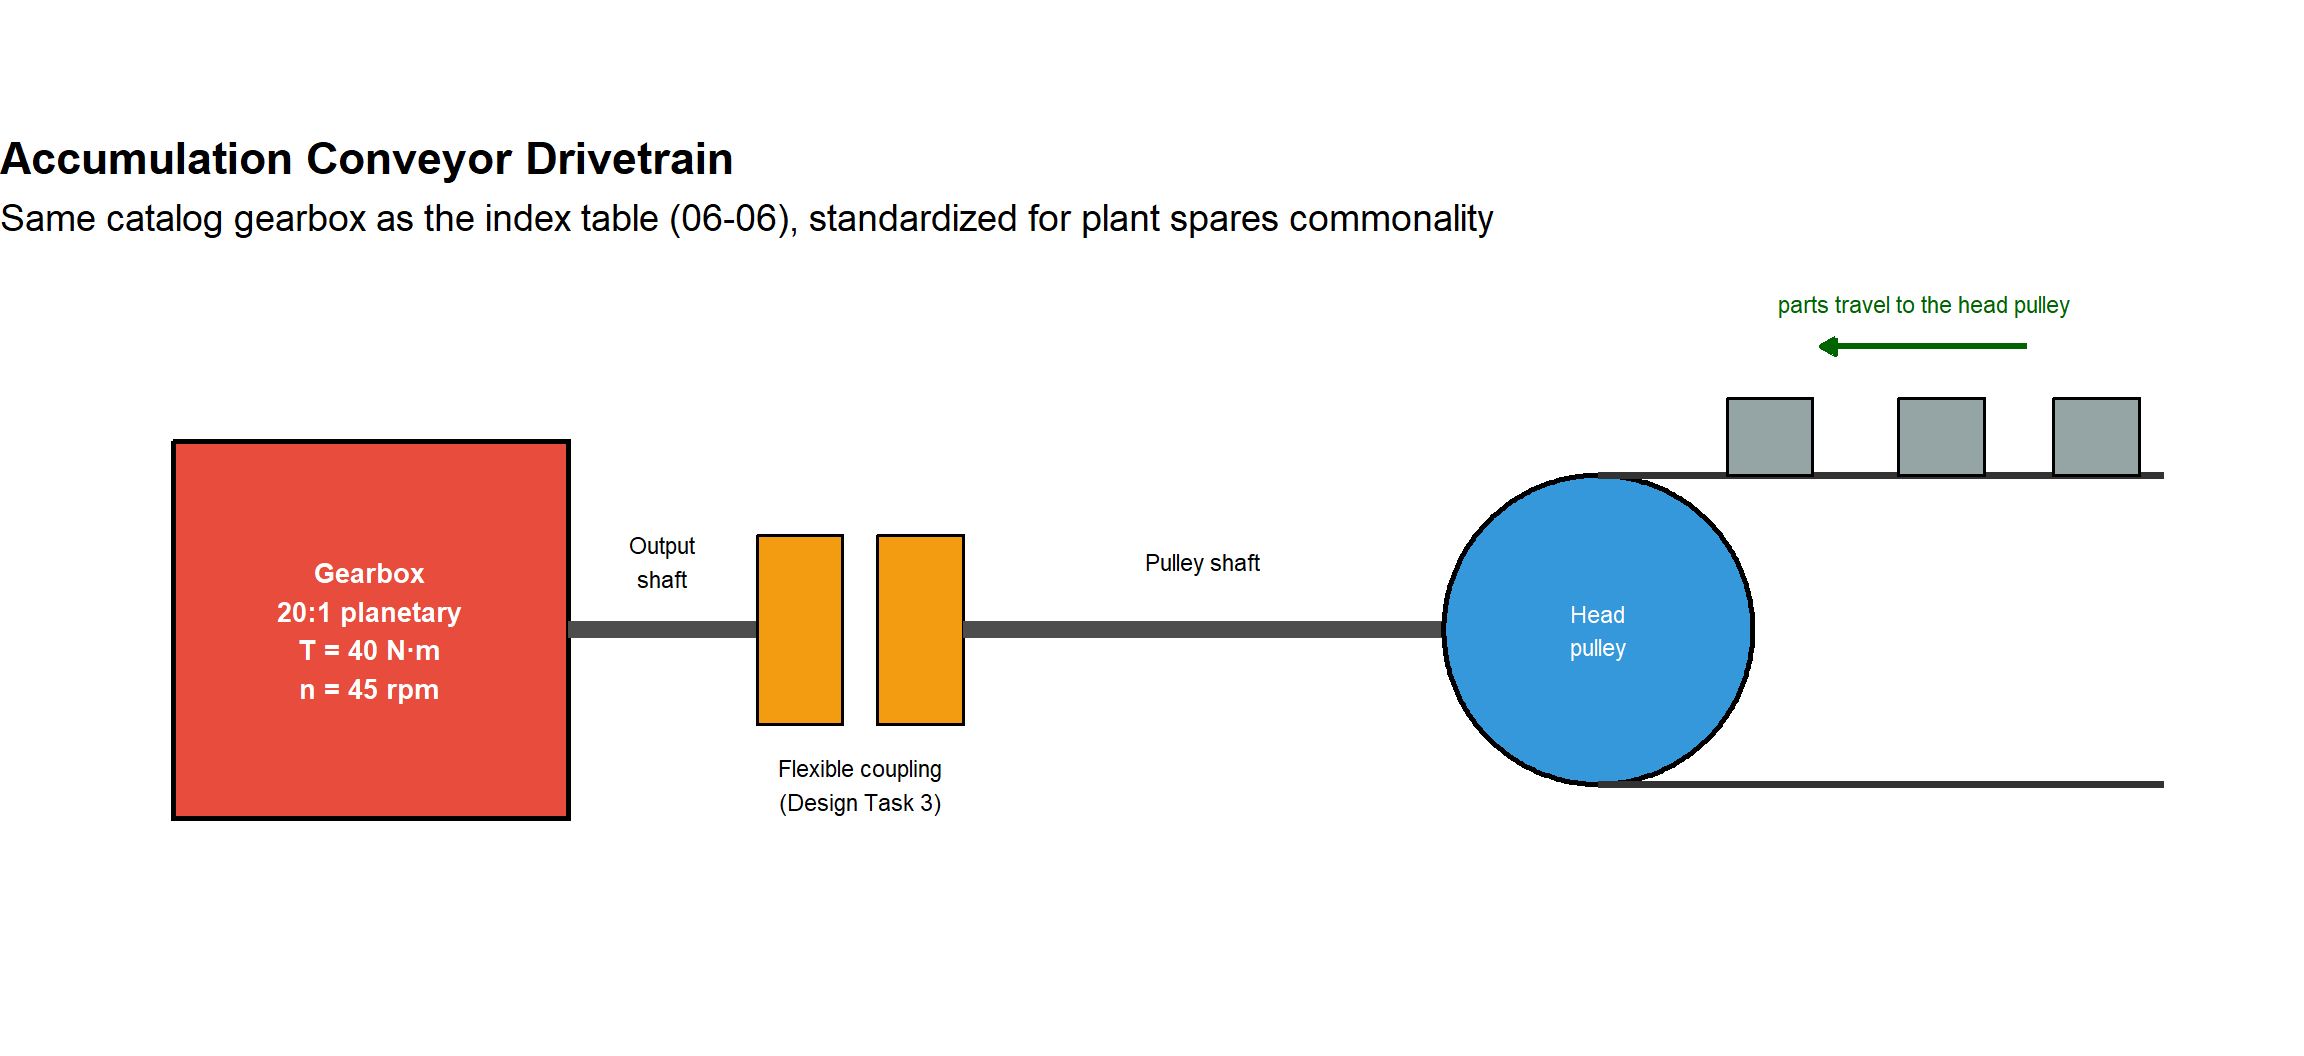 Accumulation Conveyor Drivetrain
Same catalog gearbox as the index table (06-06), standardized for plant spares commonality
parts travel to the head pulley
Output
shaft
Pulley shaft
Gearbox
20:1 planetary
T = 40 N·m
n = 45 rpm
Head
pulley
Flexible coupling
(Design Task 3)